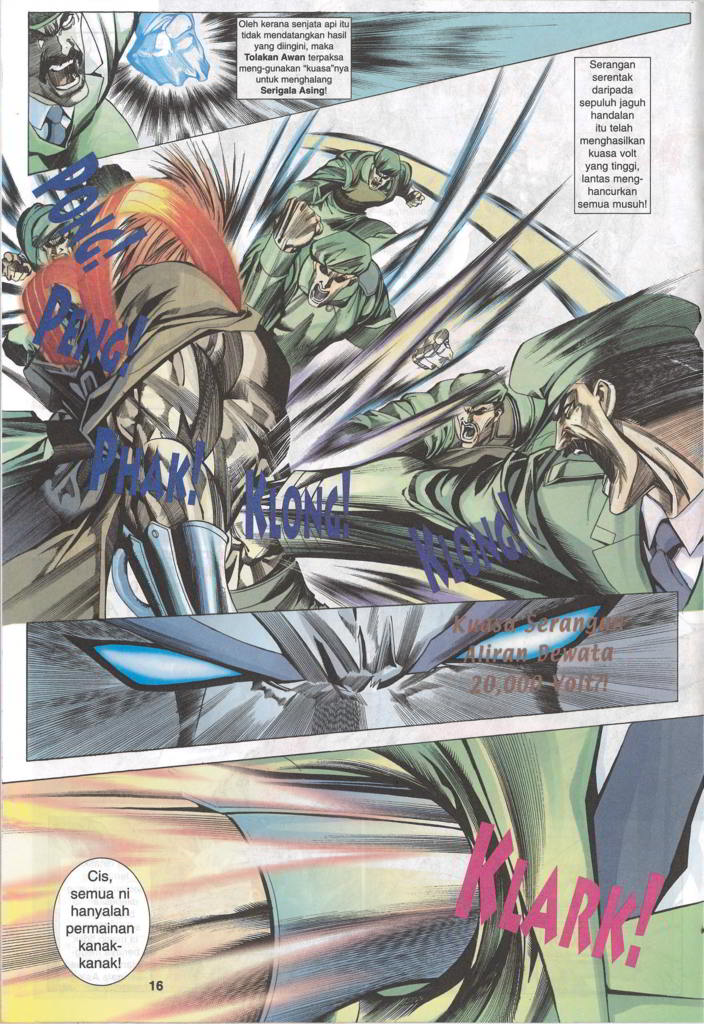 Oleh kerana senjata api itu
tidak mendatangkan hasil
yang diingini, maka
Tolakan Awan terpaksa
meng-gunakan "kuasa"nya
untuk menghalang
Serigala Asing!
Serangan
serentak
daripada
sepuluh jaguh
handalan
itu telah
menghasilkan
kuasa volt
yang tinggi,
lantas meng-
hancurkan
semua musuh!
PONG!
PENG!
PHAK!
KLONG!
KLONG!
Kuasa Serangan
Aliran Dewata
20,000 Volt?!
KLARK!
Cis,
semua ni
hanyalah
permainan
kanak-
kanak!
16